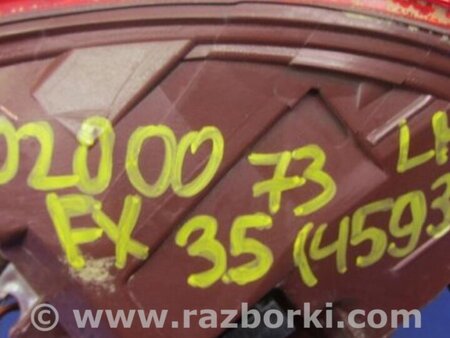 02000 73 LH
FX 35 (4593
www.razborki.com